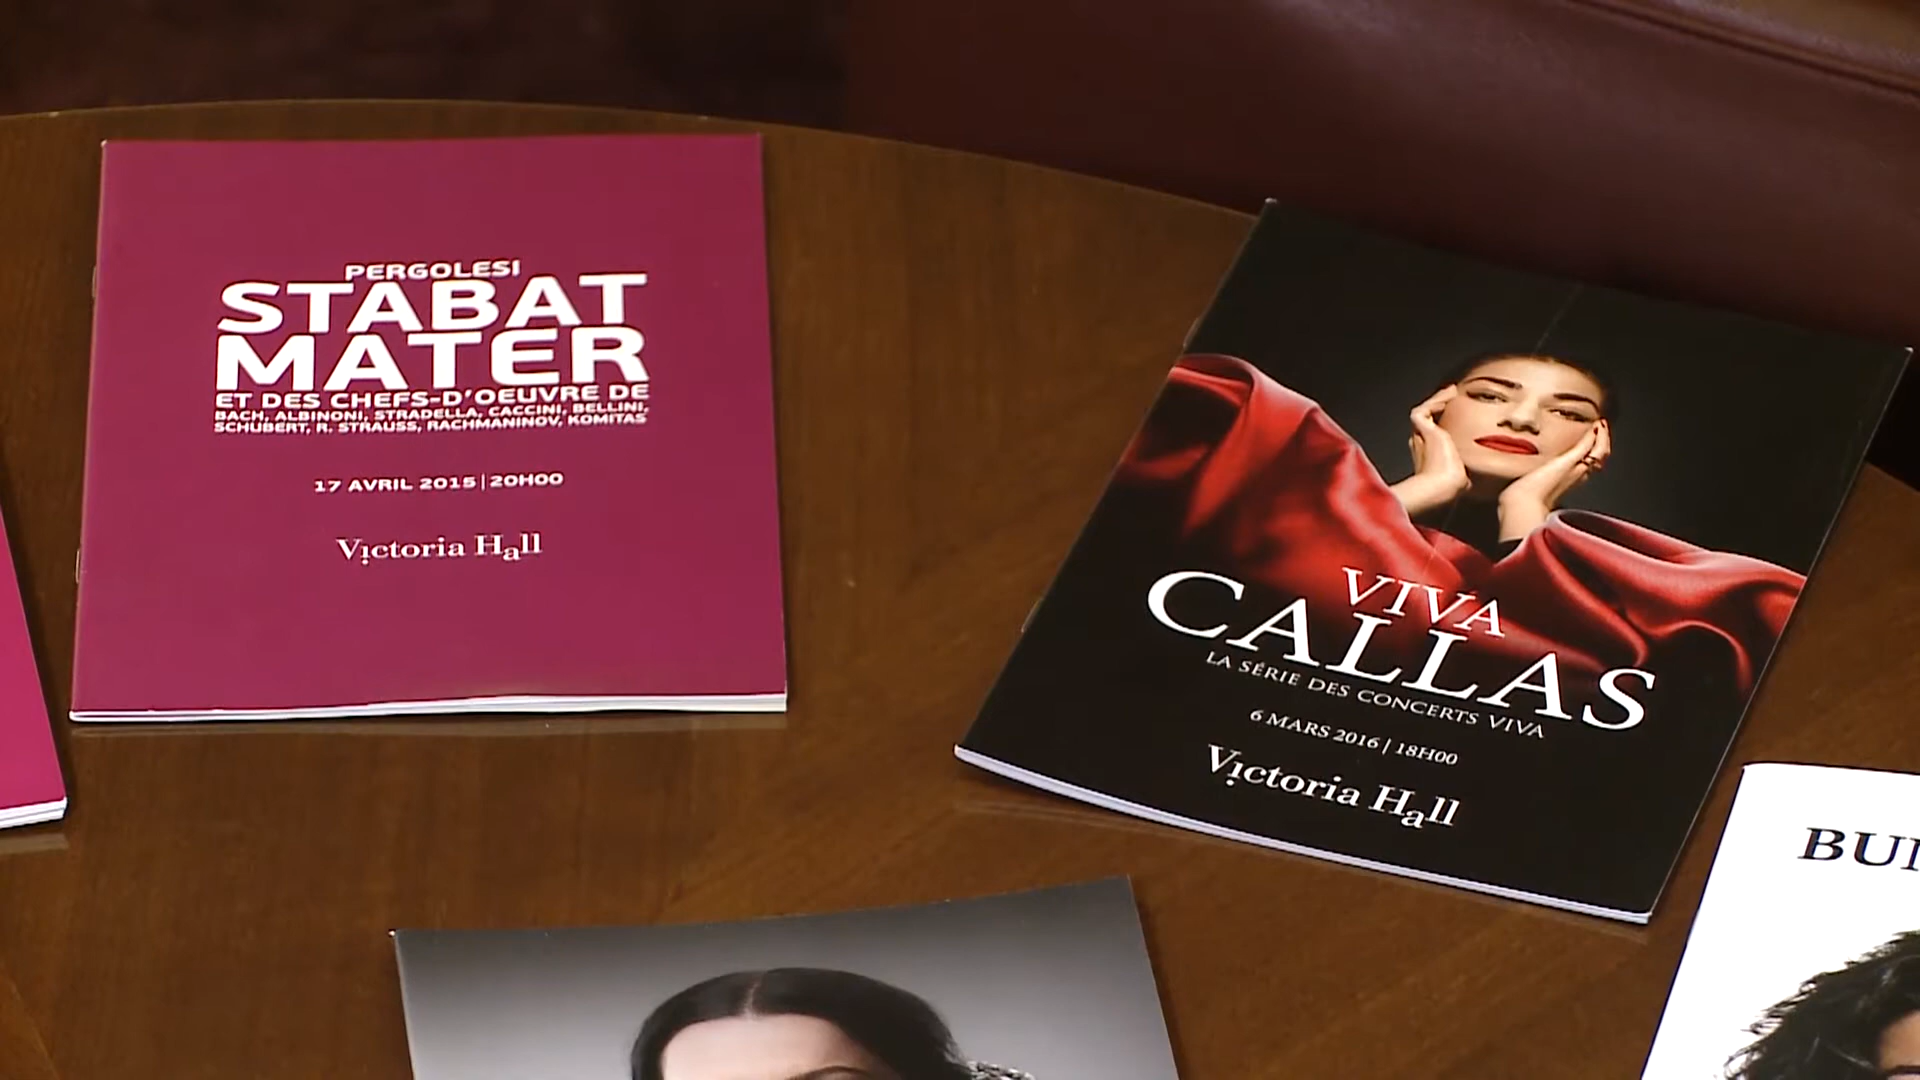 PERGOLESI
STABAT
MATER
ET DES CHEFS-D'OEUVRE DE
BACH, ALBINONI, STRADELLA, CACCINI, BELLINI,
SCHUBERT, R. STRAUSS, RACHMANINOV, KOMITAS
17 AVRIL 2015 | 20H00
Victoria Hall
VIVA
CALLAS
LA SÉRIE DES CONCERTS VIVA
6 MARS 2016 | 18H00
Victoria Hall